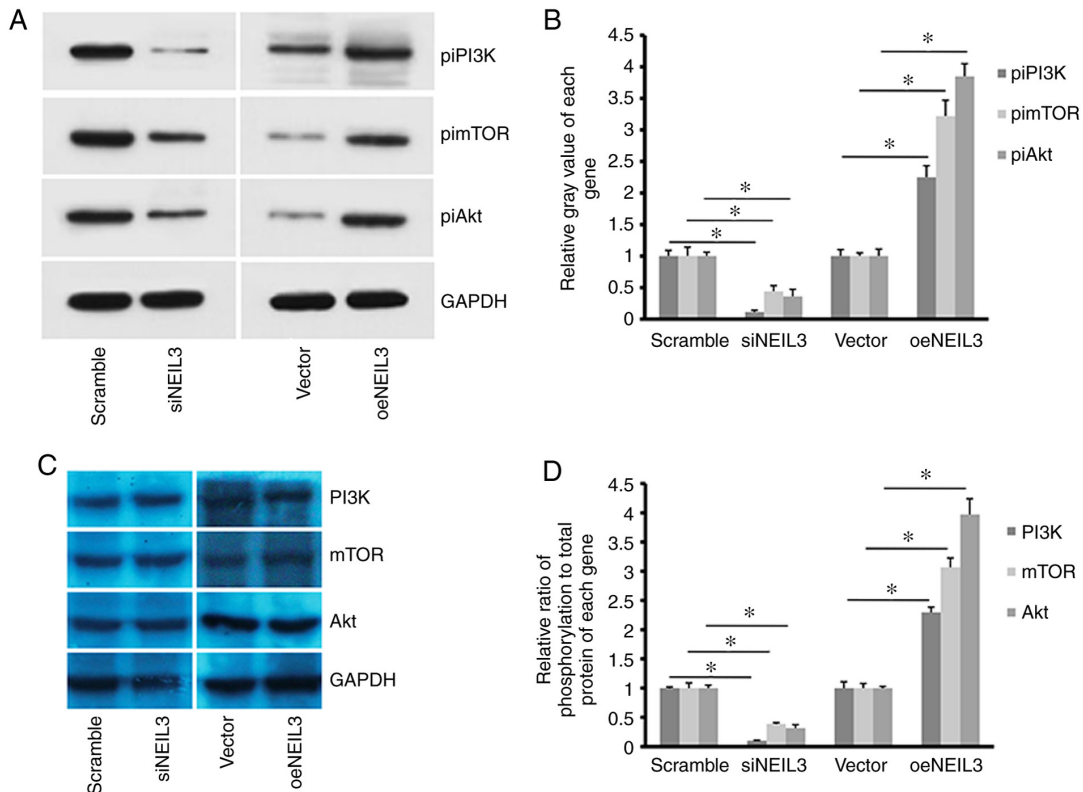 A
piPI3K
pimTOR
piAkt
GAPDH
Scramble
siNEIL3
Vector
oeNEIL3
B
Relative gray value of each
gene
4.5
4
3.5
3
2.5
2
1.5
1
0.5
0
*
*
*
*
*
*
Scramble siNEIL3 Vector oeNEIL3
piPI3K
pimTOR
piAkt
C
PI3K
mTOR
Akt
GAPDH
Scramble
siNEIL3
Vector
oeNEIL3
D
Relative ratio of
phosphorylation to total
protein of each gene
4.5
4
3.5
3
2.5
2
1.5
1
0.5
0
*
*
*
*
*
*
Scramble siNEIL3 Vector oeNEIL3
PI3K
mTOR
Akt